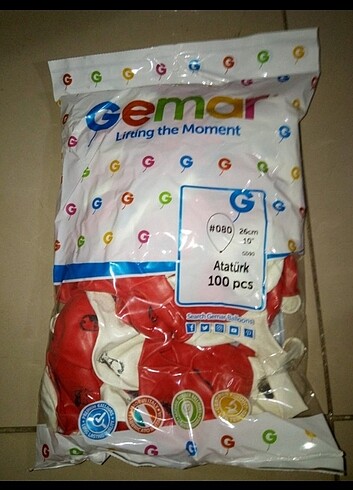 Gemar
Lifting the Moment
G
#080
26cm
10"
Atatürk
100 pcs
Search Gemar Balloons